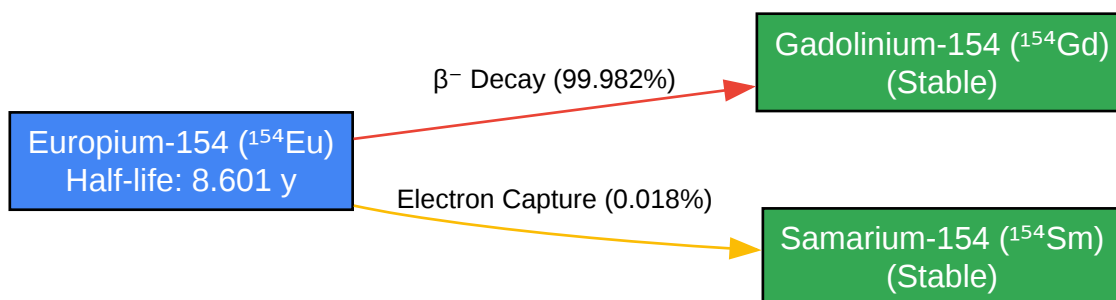 Europium-154 (¹⁵⁴Eu)
Half-life: 8.601 y
β⁻ Decay (99.982%)
Gadolinium-154 (¹⁵⁴Gd)
(Stable)
Electron Capture (0.018%)
Samarium-154 (¹⁵⁴Sm)
(Stable)